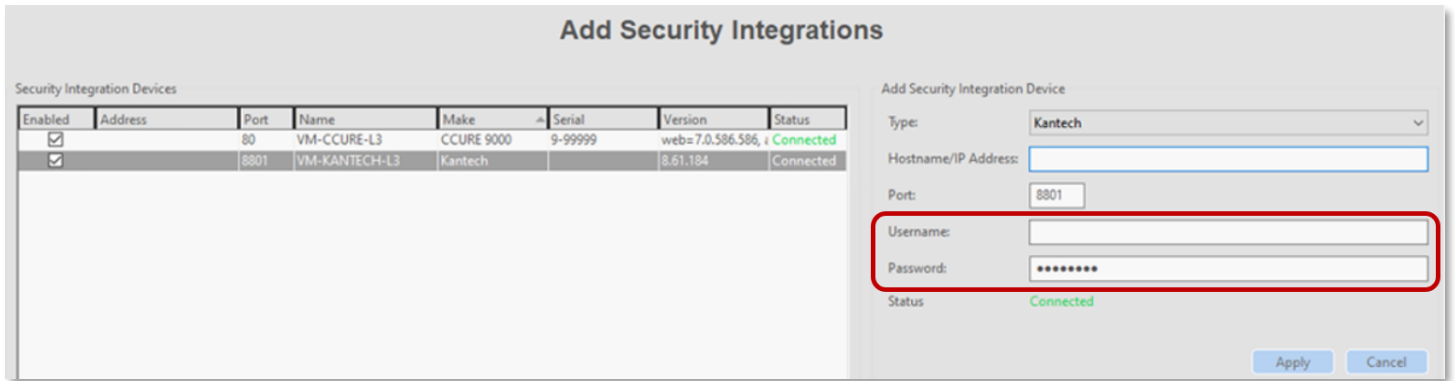 Add Security Integrations
Security Integration Devices
Enabled Address Port Name Make Serial Version Status
80 VM-CCURE-L3 CCURE 9000 9-99999 web=7.0.586.586, Connected
8801 VM-KANTECH-L3 Kantech 8.61.184 Connected
Add Security Integration Device
Type: Kantech
Hostname/IP Address:
Port: 8801
Username:
Password: ••••••••
Status Connected
Apply Cancel